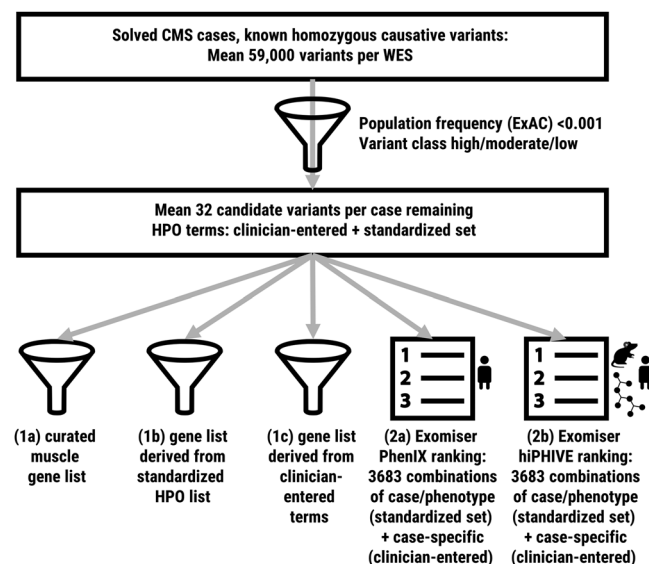 Solved CMS cases, known homozygous causative variants:
Mean 59,000 variants per WES
Population frequency (ExAC) <0.001
Variant class high/moderate/low
Mean 32 candidate variants per case remaining
HPO terms: clinician-entered + standardized set
(1a) curated
muscle
gene list
(1b) gene list
derived from
standardized
HPO list
(1c) gene list
derived from
clinician-
entered
terms
1
2
3
(2a) Exomiser
PhenIX ranking:
3683 combinations
of case/phenotype
(standardized set)
+ case-specific
(clinician-entered)
1
2
3
(2b) Exomiser
hiPHIVE ranking:
3683 combinations
of case/phenotype
(standardized set)
+ case-specific
(clinician-entered)